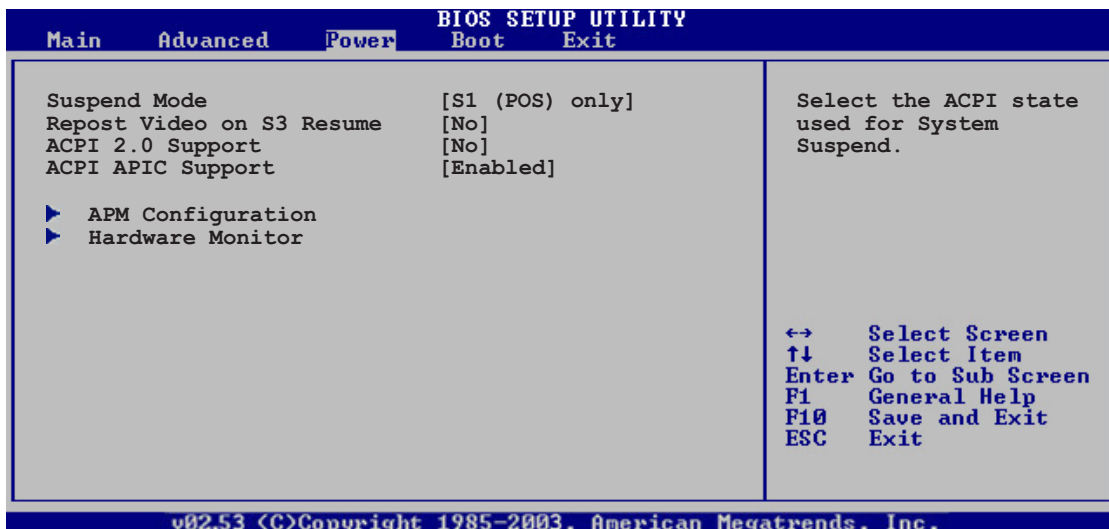 BIOS SETUP UTILITY
Main Advanced Power Boot Exit
Suspend Mode [S1 (POS) only]
Repost Video on S3 Resume [No]
ACPI 2.0 Support [No]
ACPI APIC Support [Enabled]
APM Configuration
Hardware Monitor
Select the ACPI state
used for System
Suspend.
←→ Select Screen
↑↓ Select Item
Enter Go to Sub Screen
F1 General Help
F10 Save and Exit
ESC Exit
v02.53 (C)Copyright 1985-2003, American Megatrends, Inc.